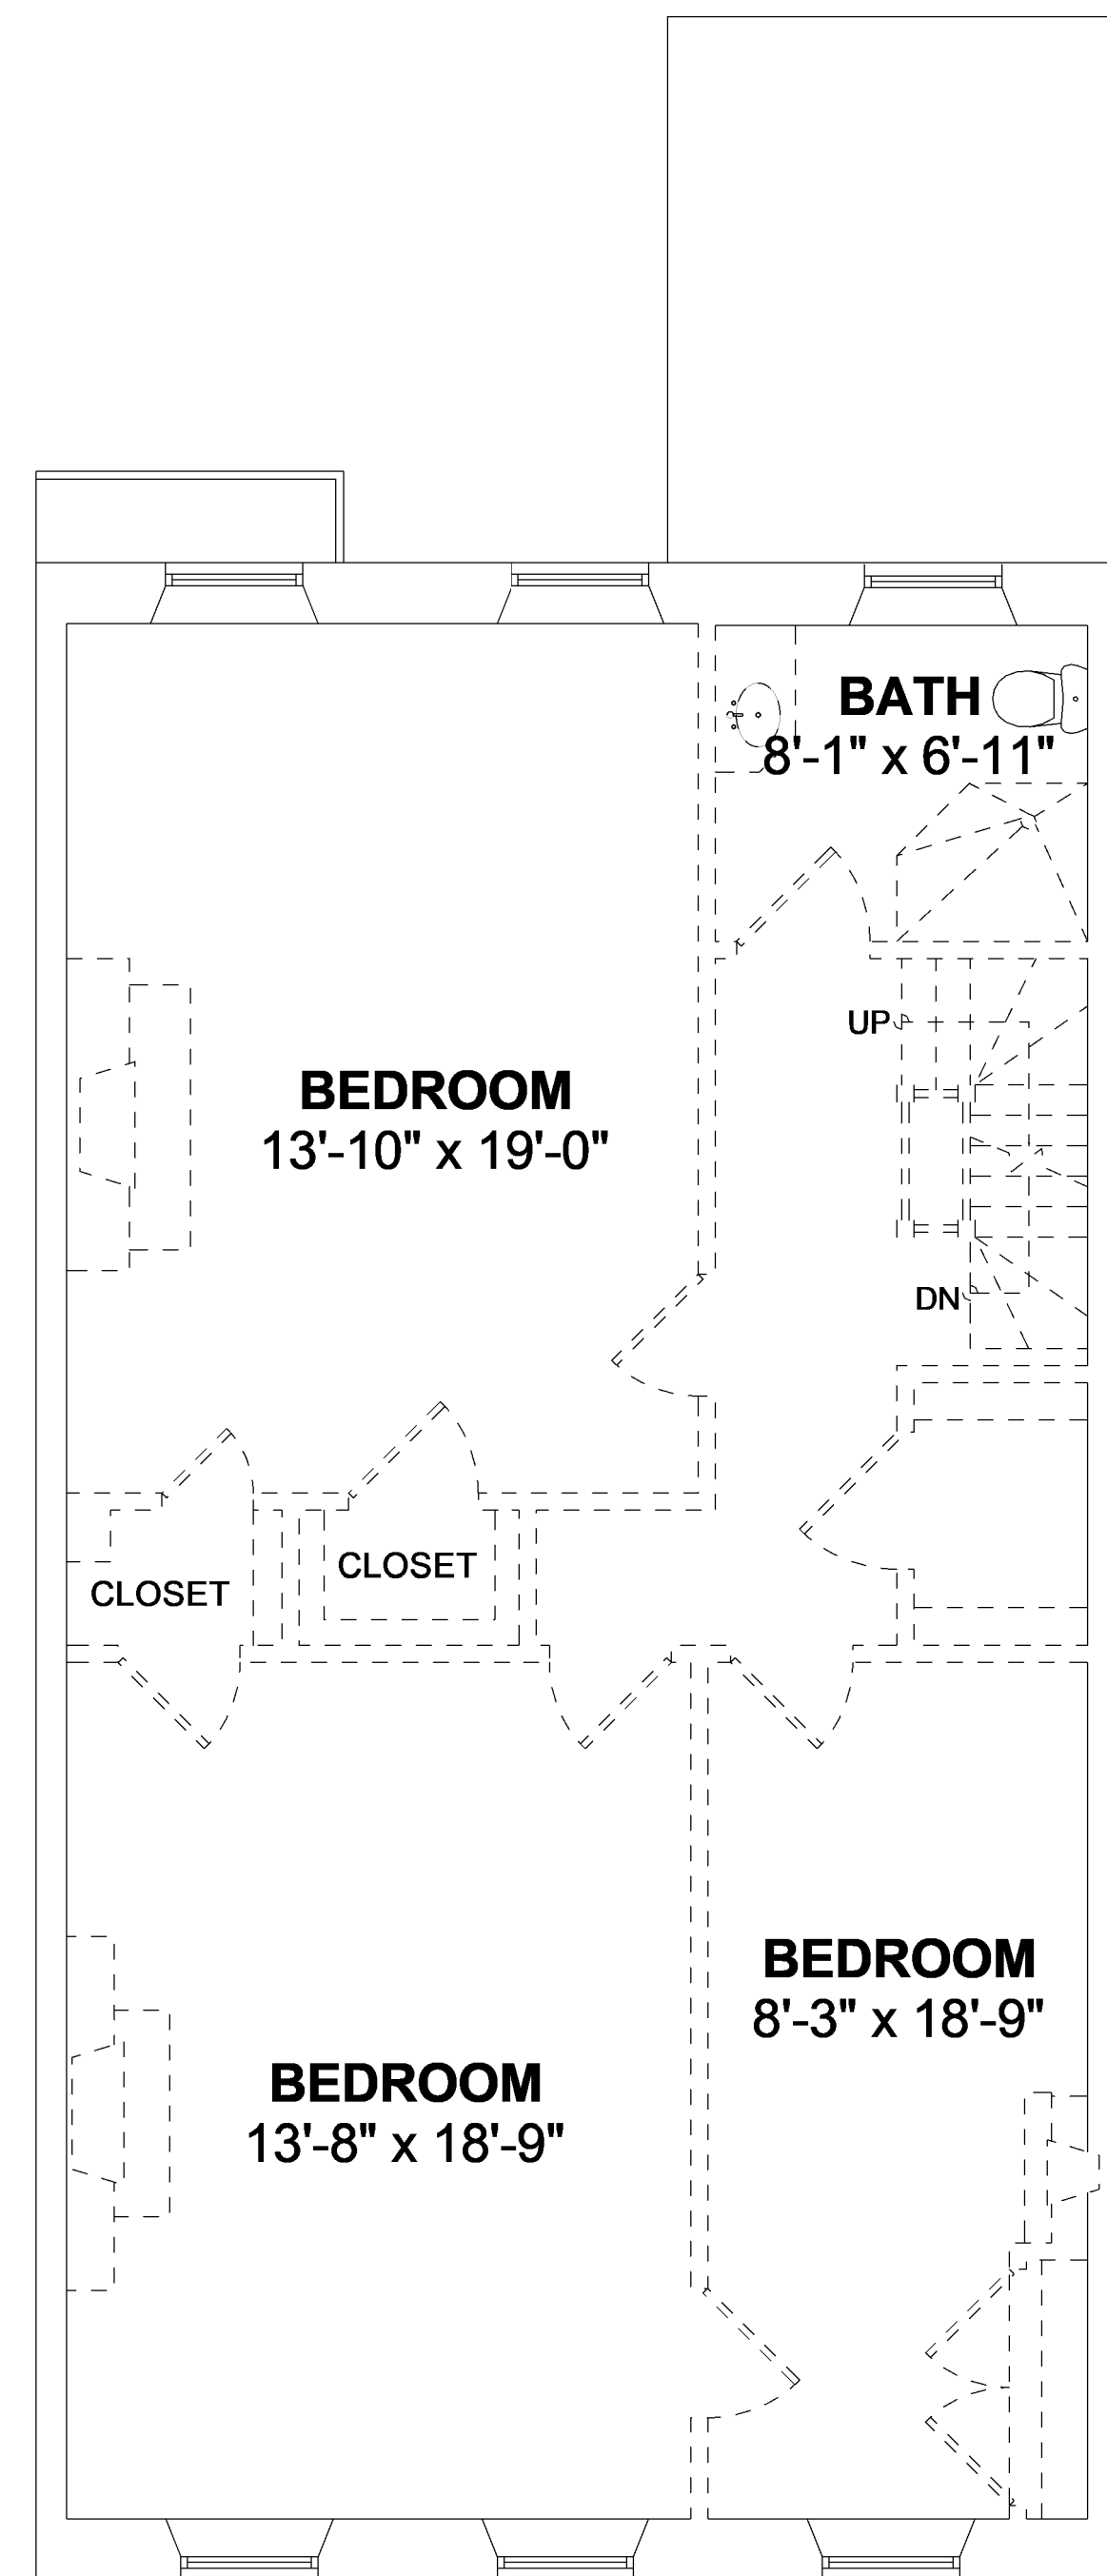 BATH
8'-1" x 6'-11"
UP
BEDROOM
13'-10" x 19'-0"
DN
CLOSET
CLOSET
BEDROOM
8'-3" x 18'-9"
BEDROOM
13'-8" x 18'-9"